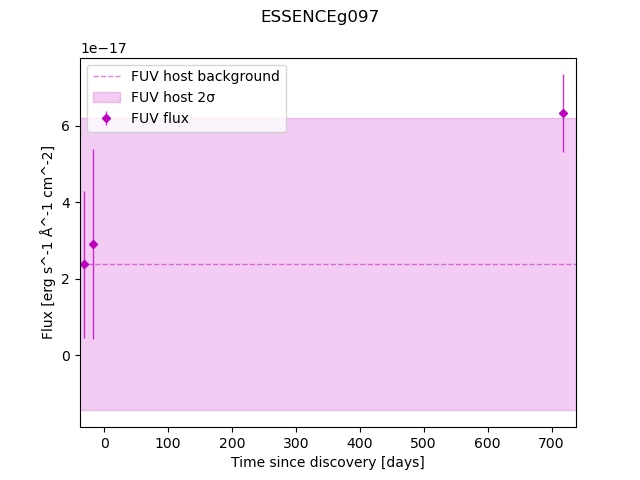 ESSENCEg097
1e−17
FUV host background
FUV host 2σ
FUV flux
6
4
2
0
Flux [erg s^-1 Å^-1 cm^-2]
0 100 200 300 400 500 600 700
Time since discovery [days]